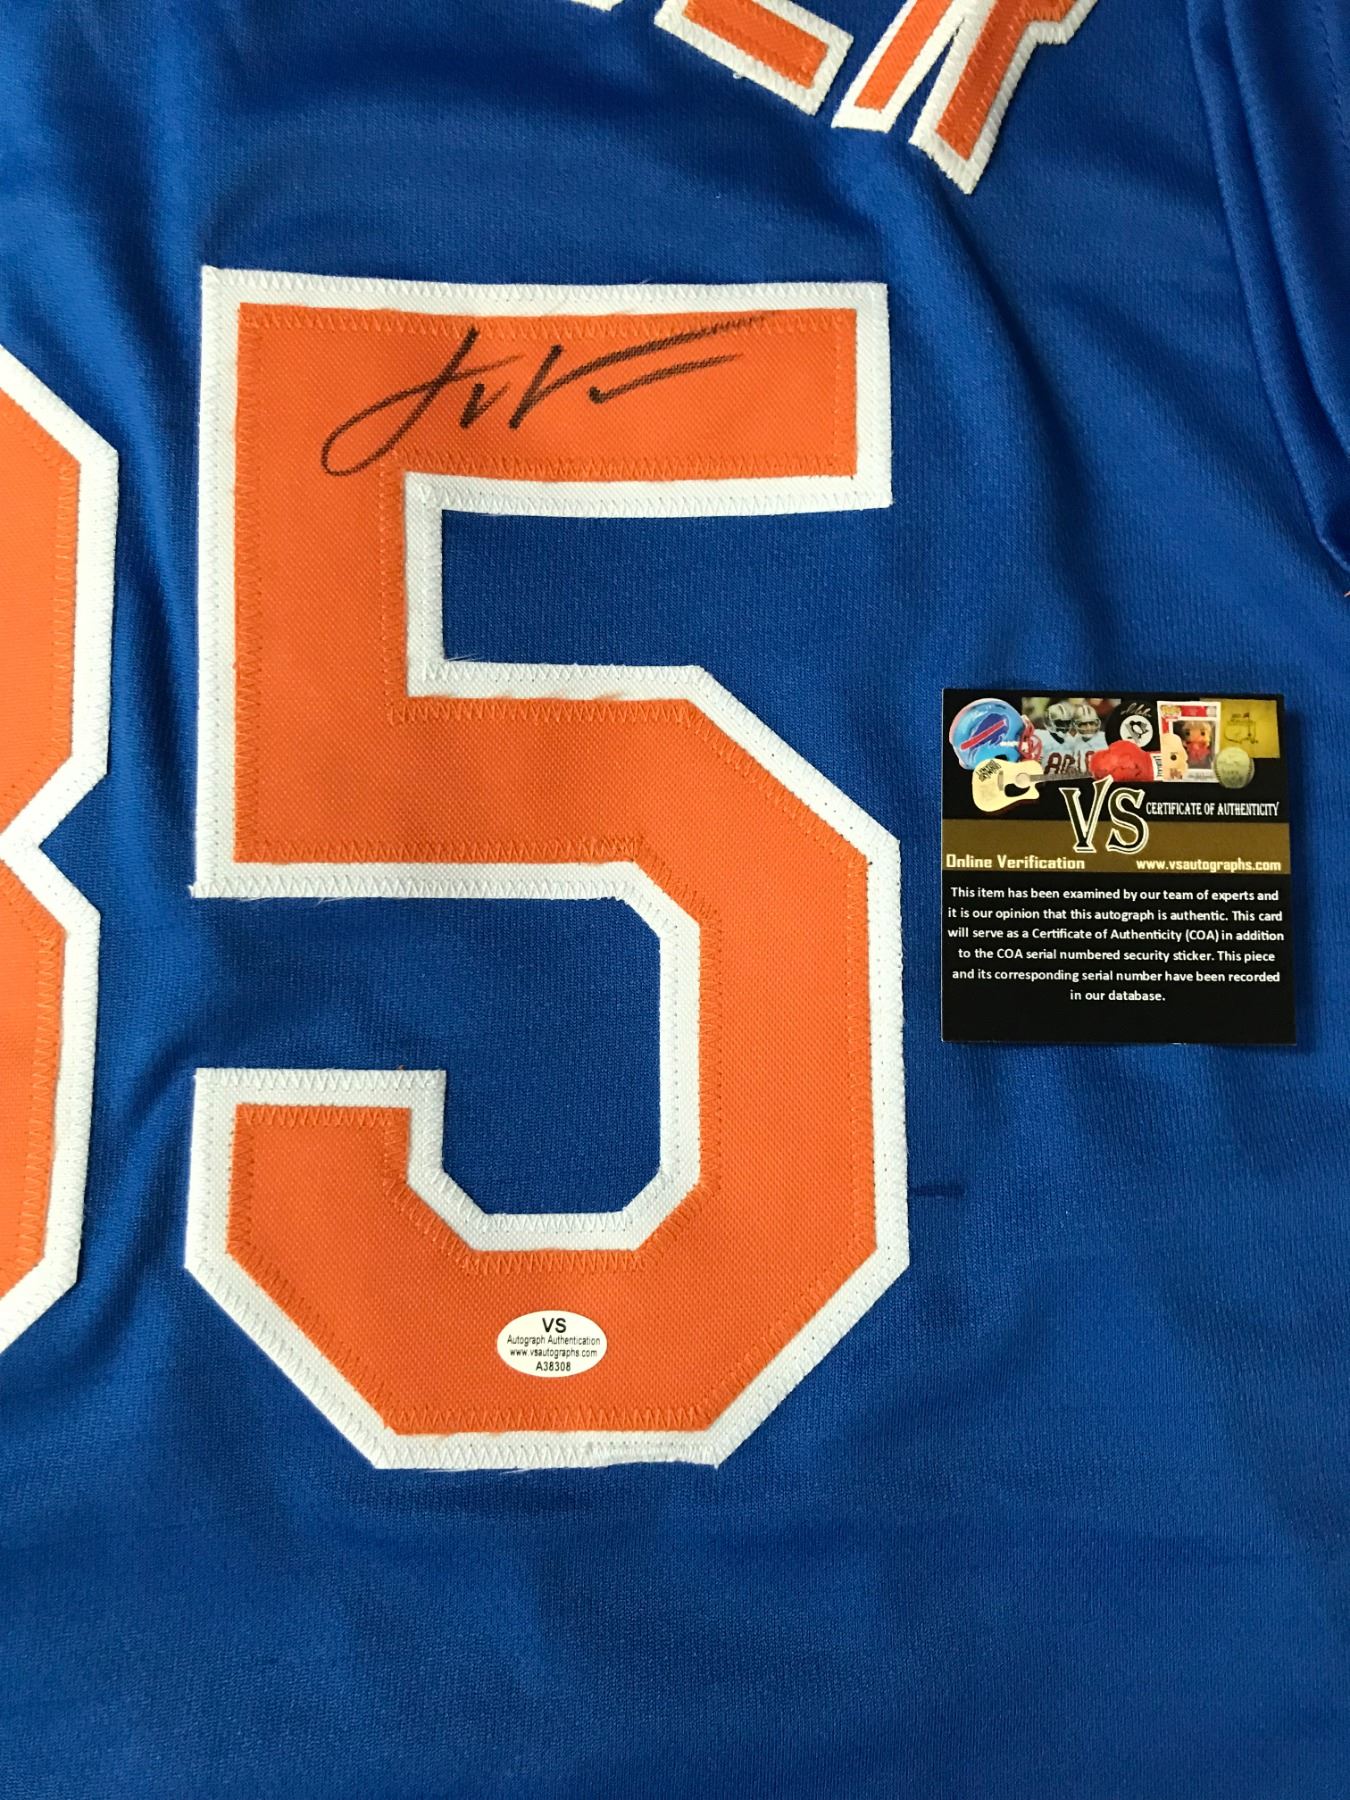 35
VS
CERTIFICATE OF AUTHENTICITY
Online Verification www.vsautographs.com
This item has been examined by our team of experts and
it is our opinion that this autograph is authentic. This card
will serve as a Certificate of Authenticity (COA) in addition
to the COA serial numbered security sticker. This piece
and its corresponding serial number have been recorded
in our database.
VS
Autograph Authentication
www.vsautographs.com
A38308